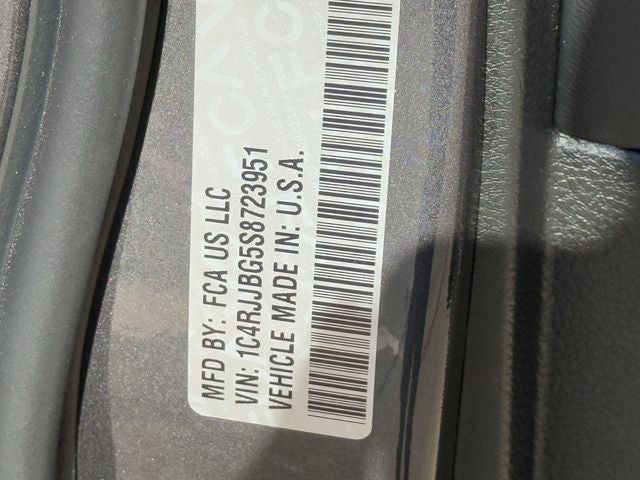 MFD BY: FCA US LLC
VIN: 1C4RJJBG5S8723951
VEHICLE MADE IN: U.S.A.